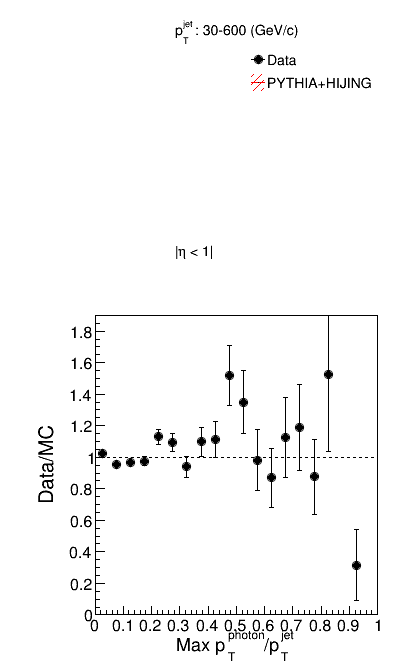 p_T^jet : 30-600 (GeV/c)
Data
PYTHIA+HIJING
|η < 1|
Data/MC
1.8
1.6
1.4
1.2
1
0.8
0.6
0.4
0.2
0
0 0.1 0.2 0.3 0.4 0.5 0.6 0.7 0.8 0.9 1
Max p_T^photon/p_T^jet